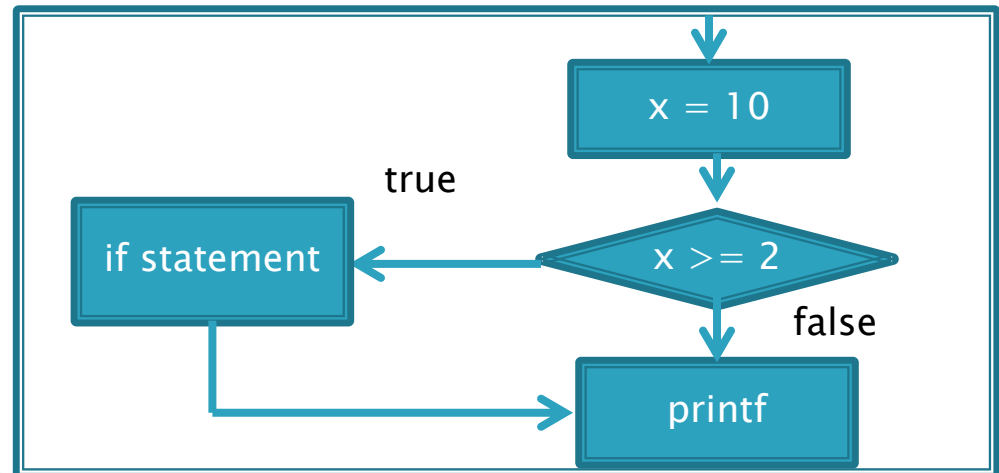 x = 10
true
if statement
x >= 2
false
printf